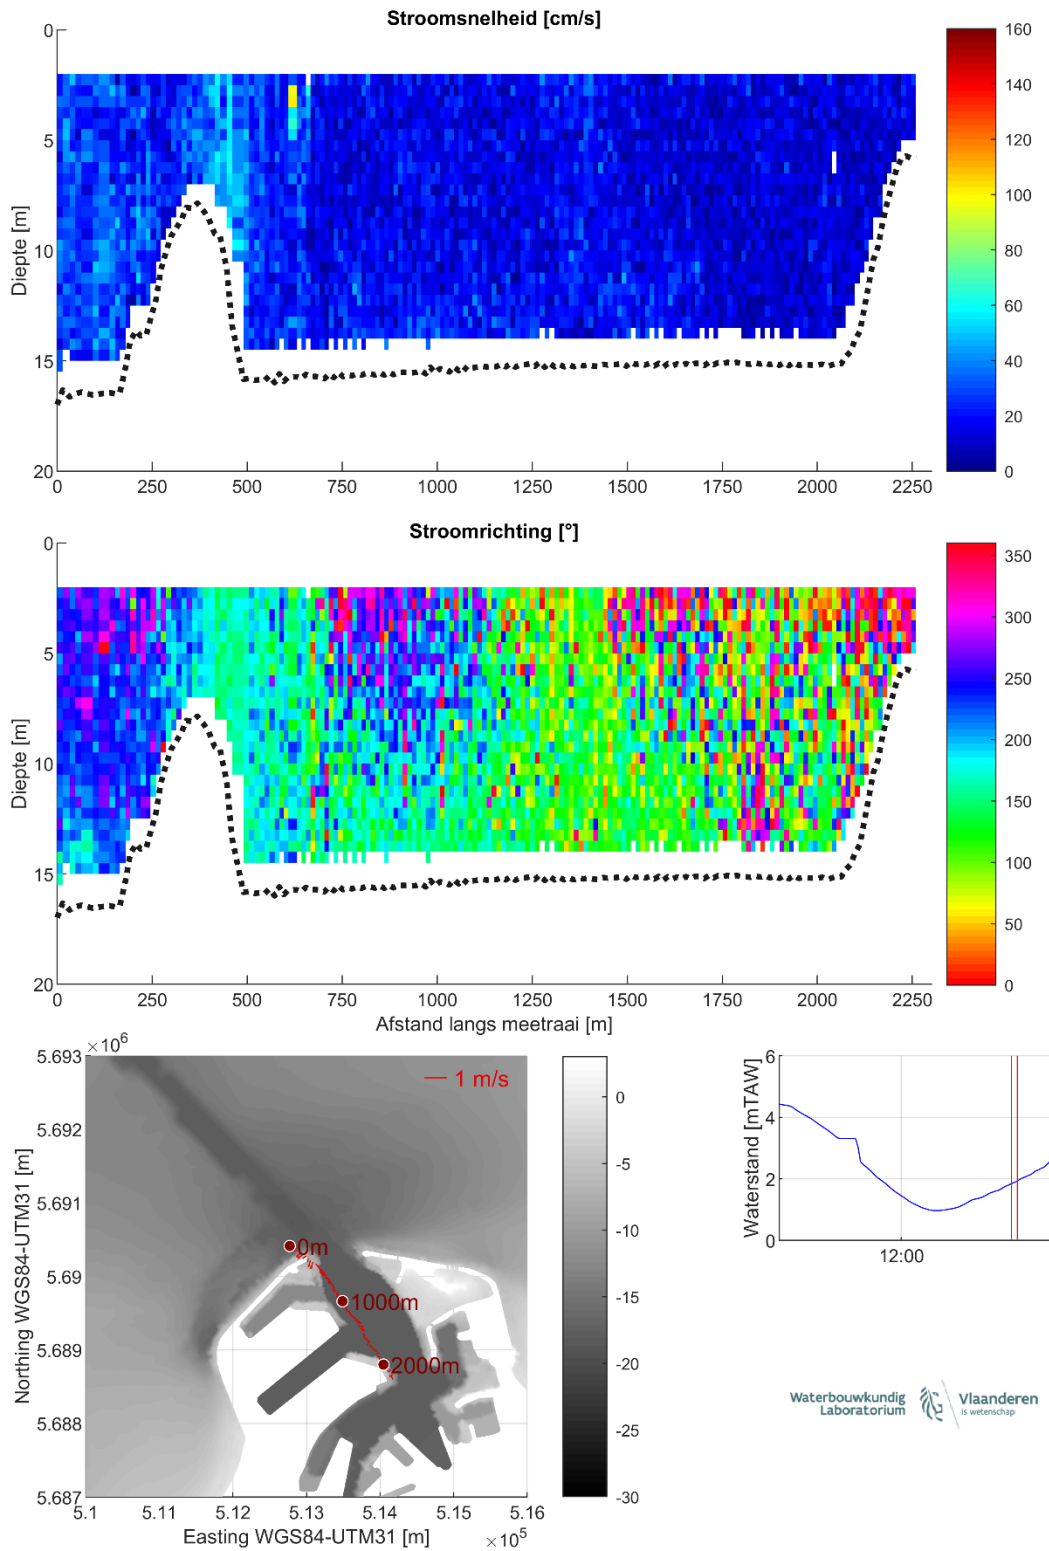 Stroomsnelheid [cm/s]
0
5
10
15
20
Diepte [m]
0 250 500 750 1000 1250 1500 1750 2000 2250
160
140
120
100
80
60
40
20
0
Stroomrichting [°]
0
5
10
15
20
Diepte [m]
0 250 500 750 1000 1250 1500 1750 2000 2250
Afstand langs meetraai [m]
350
300
250
200
150
100
50
0
×10⁶
5.693
5.692
5.691
5.69
5.689
5.688
5.687
Northing WGS84-UTM31 [m]
1 m/s
0m
1000m
2000m
5.1 5.12 5.13 5.14 5.15 5.16
Easting WGS84-UTM31 [m]
×10⁵
0
-5
-10
-15
-20
-25
-30
6
4
2
0
Waterstand [mTAW]
12:00
Waterbouwkundig
Laboratorium
Vlaanderen
is wetenschap